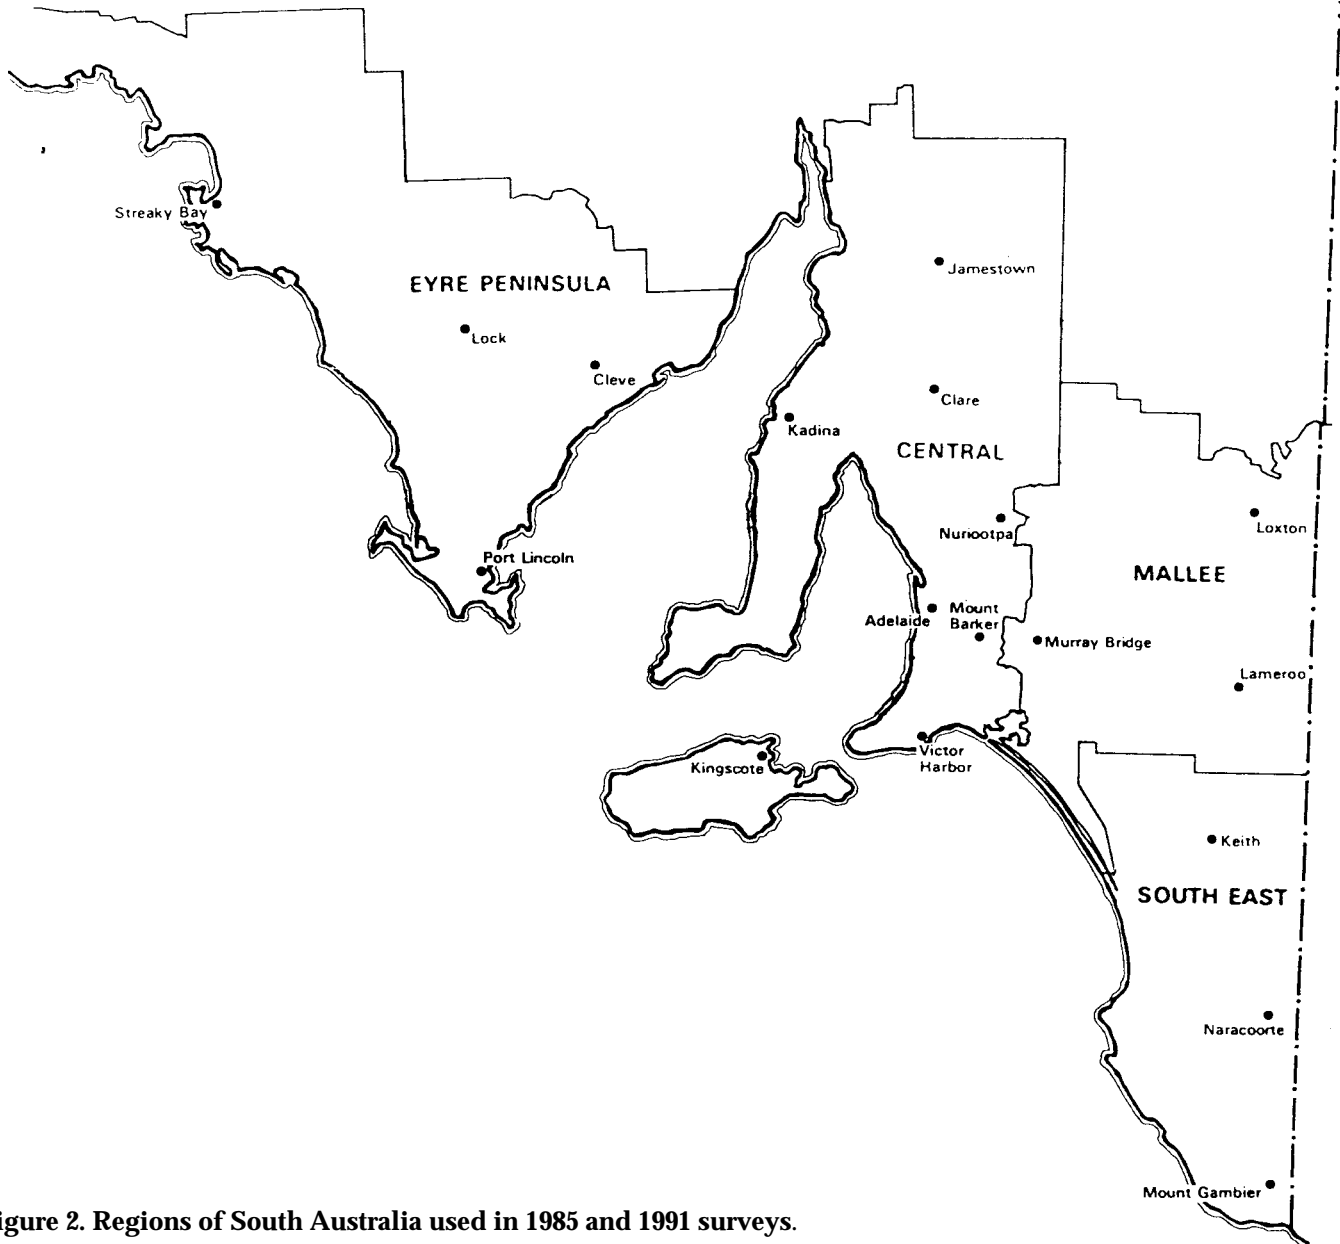 Streaky Bay
EYRE PENINSULA
Jamestown
Lock
Cleve
Clare
Kadina
CENTRAL
Nuriootpa
Loxton
Port Lincoln
MALLEE
Adelaide
Mount
Barker
Murray Bridge
Lameroo
Victor
Harbor
Kingscote
Keith
SOUTH EAST
Naracoorte
Mount Gambier
igure 2. Regions of South Australia used in 1985 and 1991 surveys.